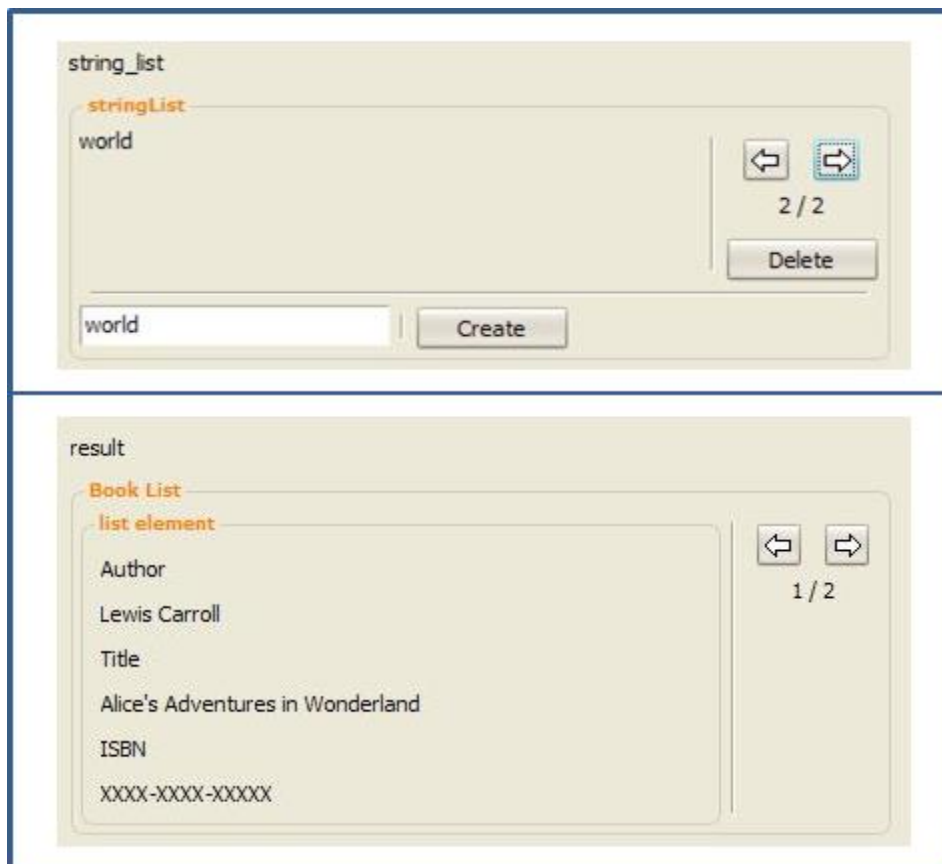 string_list
stringList
world
2 / 2
Delete
world
Create
result
Book List
list element
Author
Lewis Carroll
Title
Alice's Adventures in Wonderland
ISBN
XXXX-XXXX-XXXXX
1 / 2